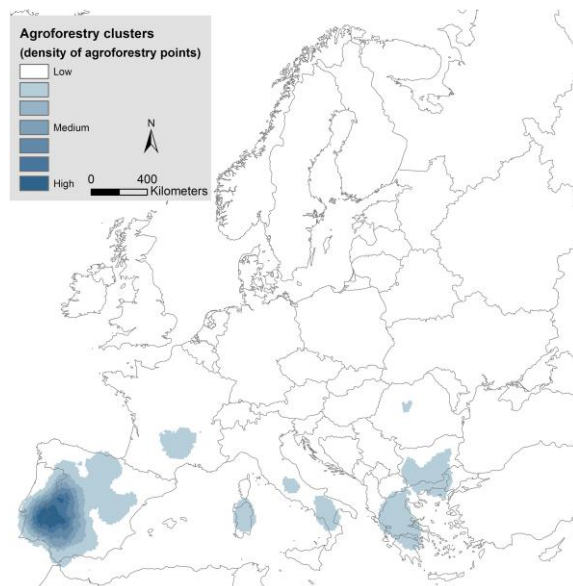 Agroforestry clusters
(density of agroforestry points)
Low
Medium
High
N
0 400
Kilometers